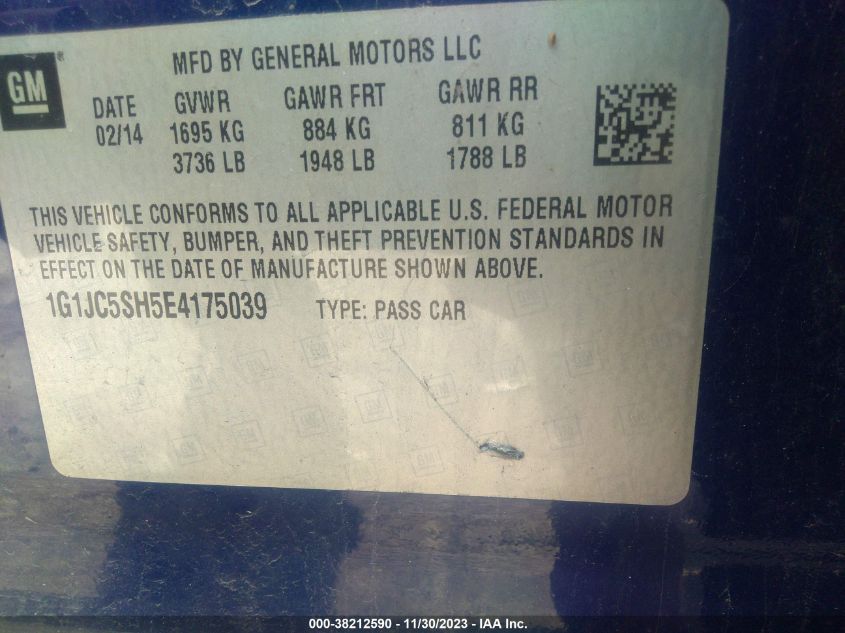 GM
MFD BY GENERAL MOTORS LLC
DATE GVWR GAWR FRT GAWR RR
02/14 1695 KG 884 KG 811 KG
3736 LB 1948 LB 1788 LB
THIS VEHICLE CONFORMS TO ALL APPLICABLE U.S. FEDERAL MOTOR
VEHICLE SAFETY, BUMPER, AND THEFT PREVENTION STANDARDS IN
EFFECT ON THE DATE OF MANUFACTURE SHOWN ABOVE.
1G1JC5SH5E4175039 TYPE: PASS CAR
000-38212590 - 11/30/2023 - IAA Inc.